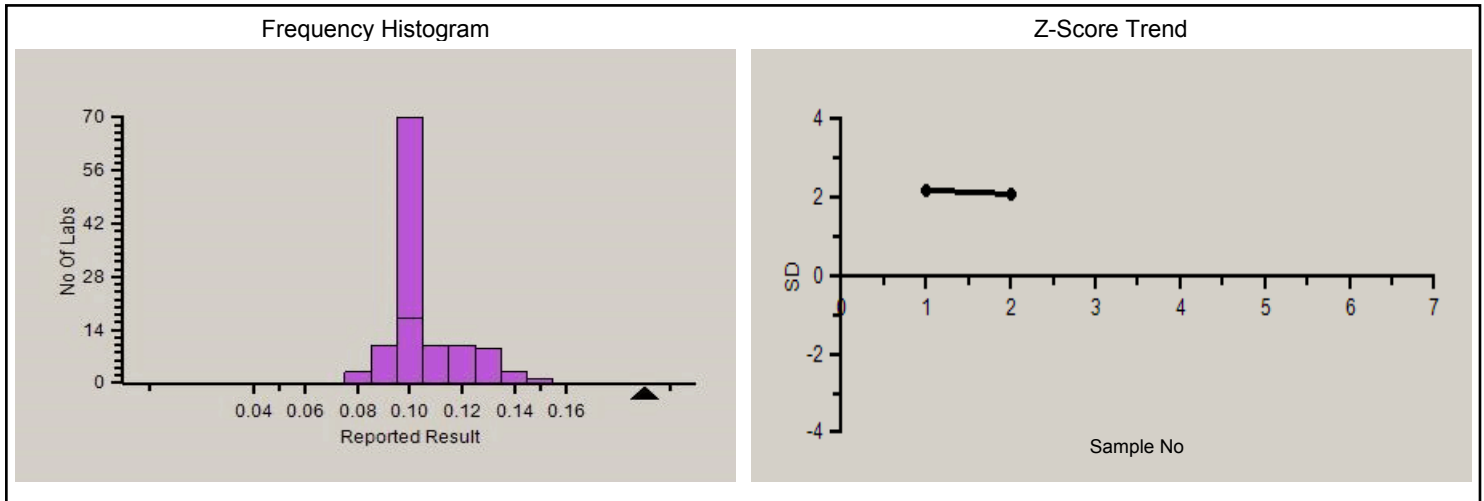 Frequency Histogram
70
56
42
28
14
0
No Of Labs
0.04 0.06 0.08 0.10 0.12 0.14 0.16
Reported Result
Z-Score Trend
4
2
0
-2
-4
SD
0 1 2 3 4 5 6 7
Sample No